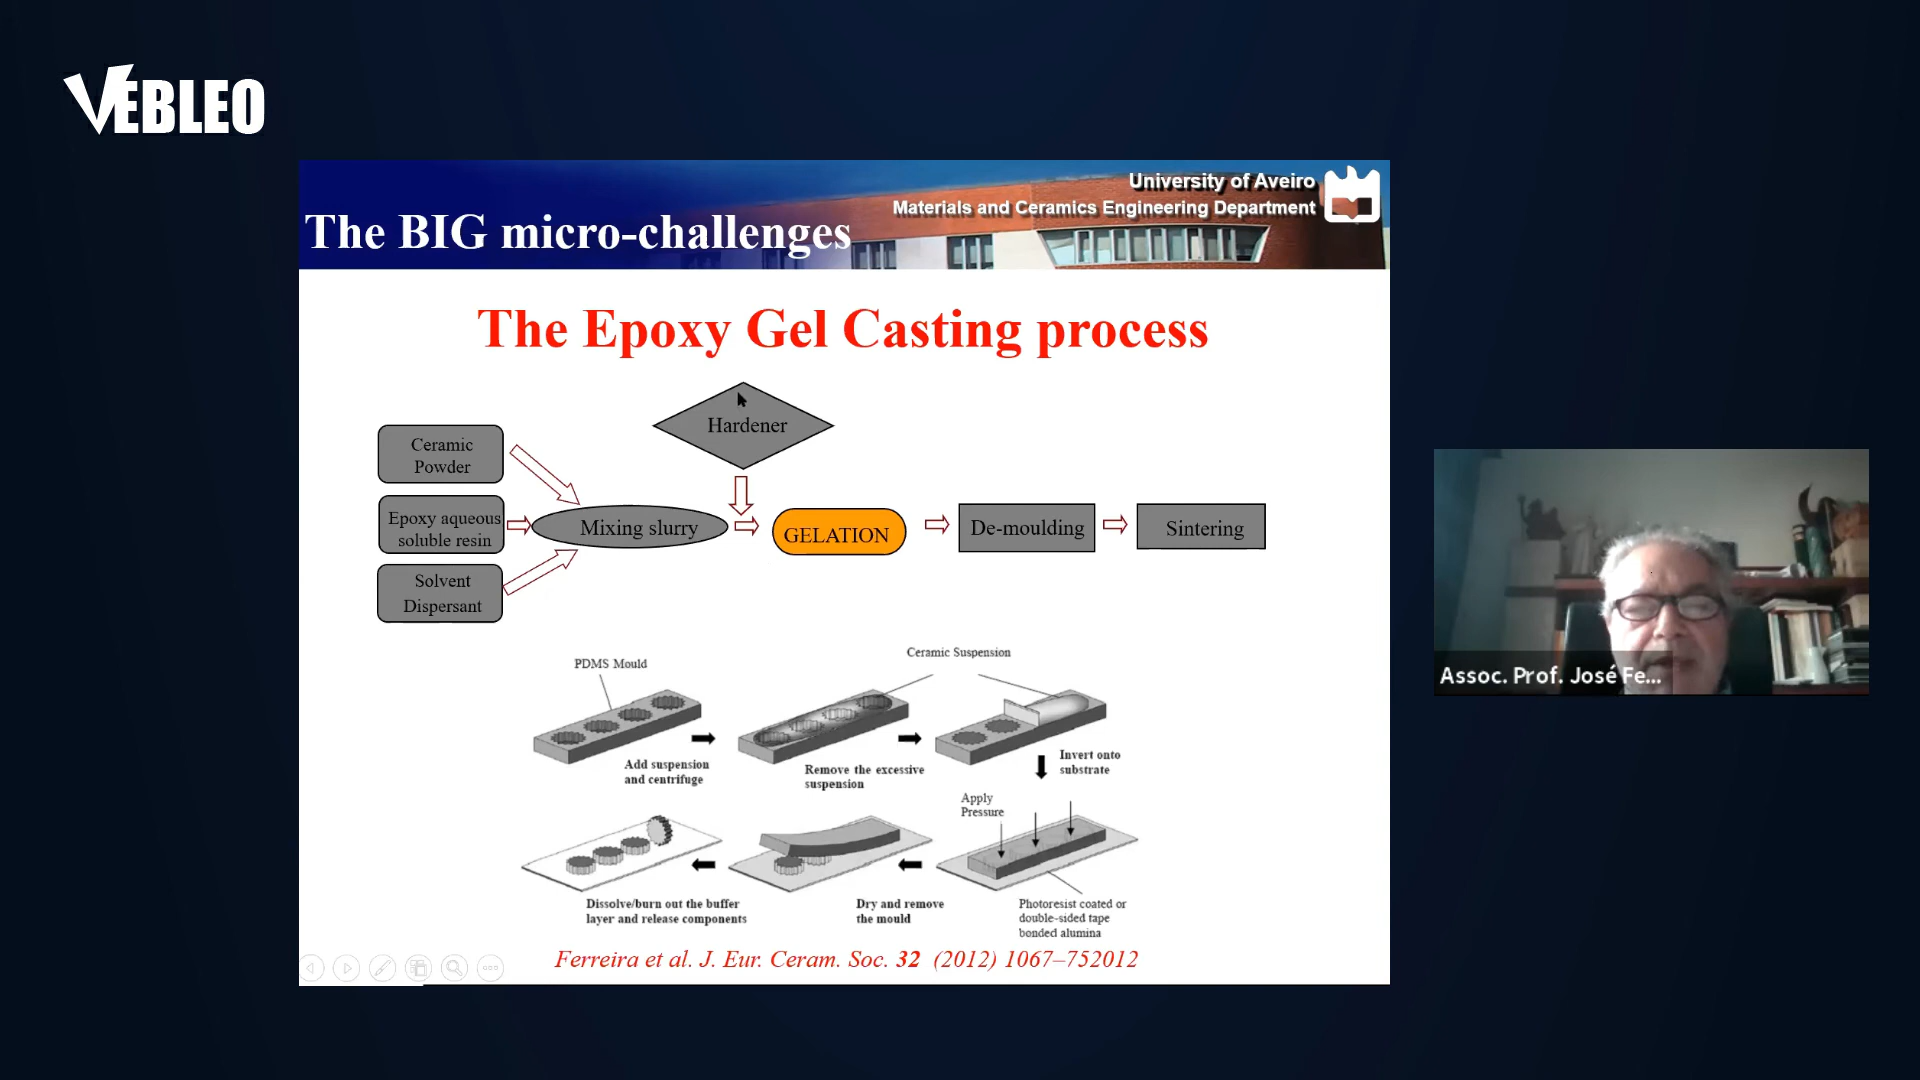 VEBLEO
University of Aveiro
Materials and Ceramics Engineering Department
The BIG micro-challenges
The Epoxy Gel Casting process
Hardener
Ceramic
Powder
Epoxy aqueous
soluble resin
Solvent
Dispersant
Mixing slurry
GELATION
De-moulding
Sintering
PDMS Mould
Ceramic Suspension
Add suspension
and centrifuge
Remove the excessive
suspension
Invert onto
substrate
Apply
Pressure
Dissolve/burn out the buffer
layer and release components
Dry and remove
the mould
Photoresist coated or
double-sided tape
bonded alumina
Ferreira et al. J. Eur. Ceram. Soc. 32 (2012) 1067–752012
Assoc. Prof. José Fe...